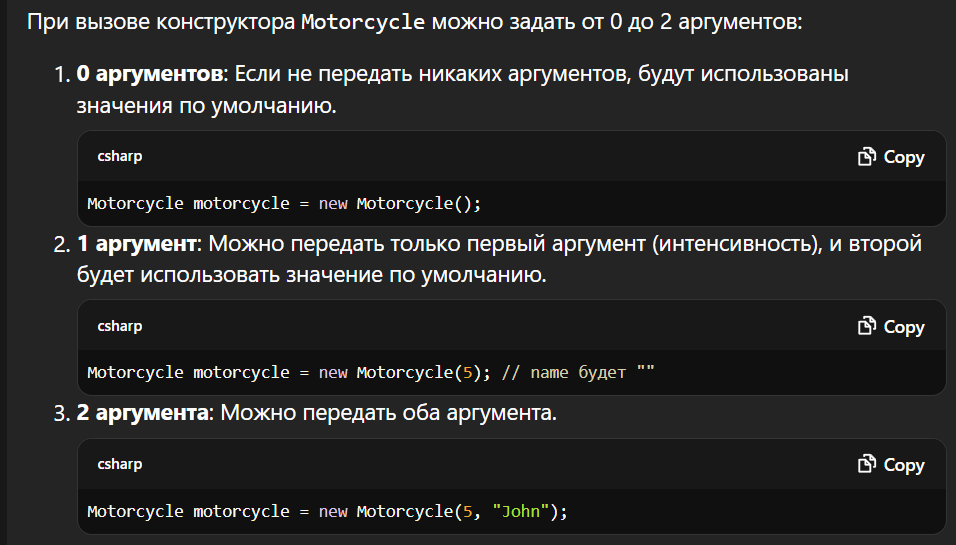 При вызове конструктора Motorcycle можно задать от 0 до 2 аргументов:
1. 0 аргументов: Если не передать никаких аргументов, будут использованы
значения по умолчанию.
csharp Copy
Motorcycle motorcycle = new Motorcycle();
2. 1 аргумент: Можно передать только первый аргумент (интенсивность), и второй
будет использовать значение по умолчанию.
csharp Copy
Motorcycle motorcycle = new Motorcycle(5); // name будет ""
3. 2 аргумента: Можно передать оба аргумента.
csharp Copy
Motorcycle motorcycle = new Motorcycle(5, "John");